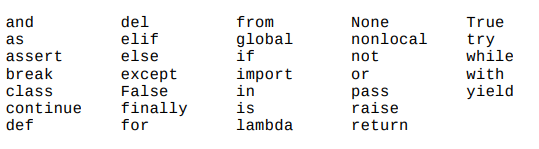 and del from None True
as elif global nonlocal try
assert else if not while
break except import or with
class False in pass yield
continue finally is raise
def for lambda return